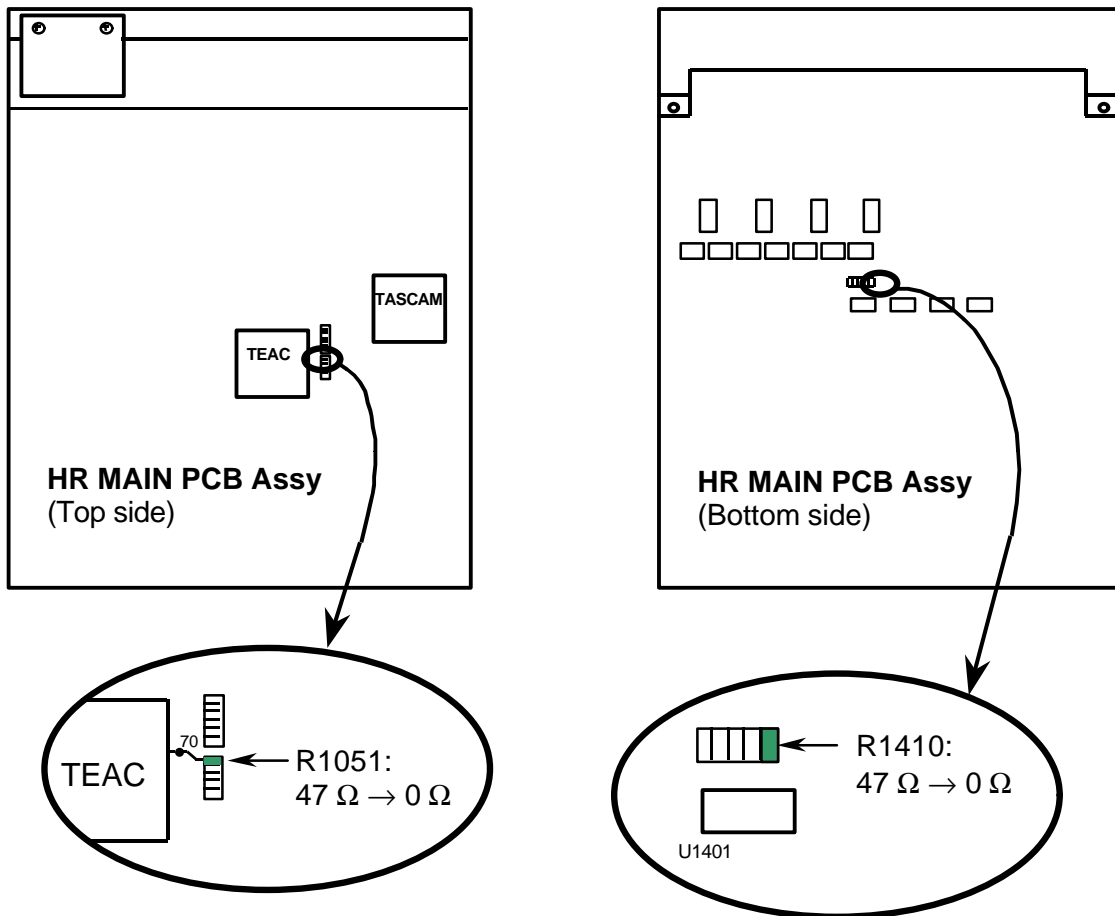 TASCAM
TEAC
HR MAIN PCB Assy
(Top side)
HR MAIN PCB Assy
(Bottom side)
70
TEAC
R1051:
47 Ω → 0 Ω
R1410:
47 Ω → 0 Ω
U1401